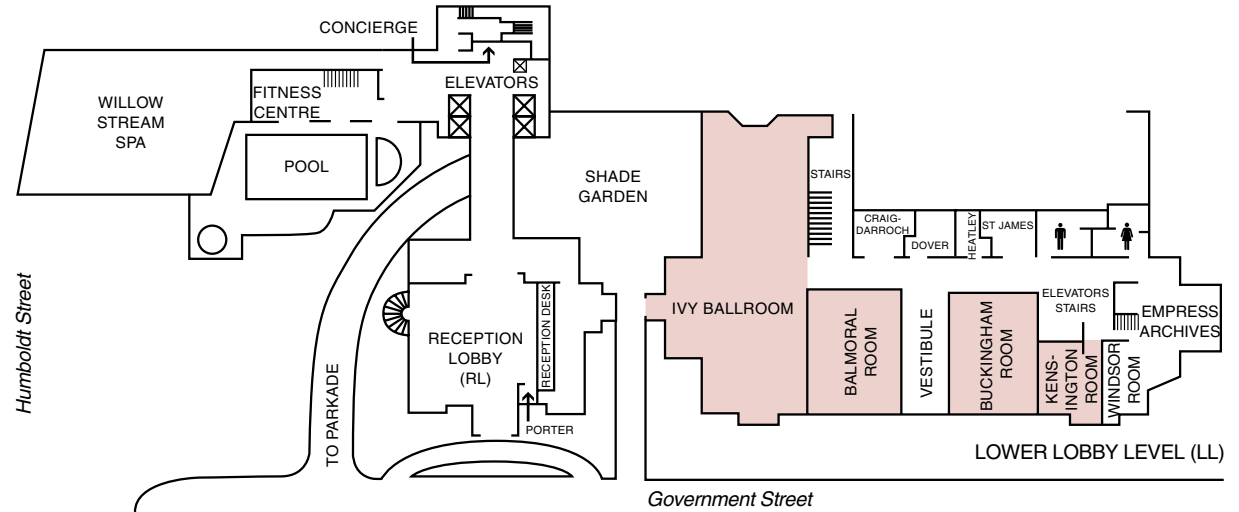 CONCIERGE
ELEVATORS
WILLOW
STREAM
SPA
FITNESS
CENTRE
POOL
SHADE
GARDEN
STAIRS
CRAIG-
DARROCH
DOVER
HEATLEY
ST JAMES
Humboldt Street
TO PARKADE
RECEPTION
LOBBY
(RL)
RECEPTION DESK
PORTER
IVY BALLROOM
BALMORAL
ROOM
VESTIBULE
BUCKINGHAM
ROOM
ELEVATORS
STAIRS
KENS-
INGTON
ROOM
WINDSOR
ROOM
EMPRESS
ARCHIVES
LOWER LOBBY LEVEL (LL)
Government Street